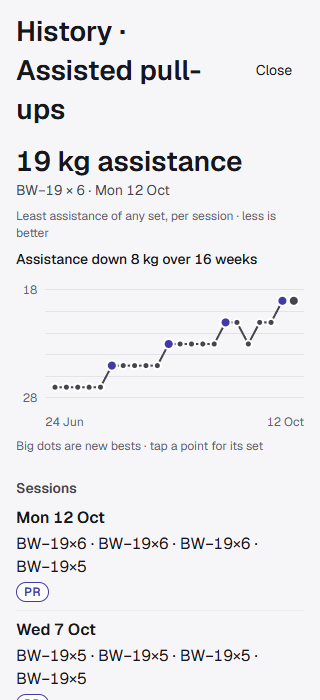 History ·
Assisted pull-
ups
Close
19 kg assistance
BW−19 × 6 · Mon 12 Oct
Least assistance of any set, per session · less is
better
Assistance down 8 kg over 16 weeks
18
28
24 Jun
12 Oct
Big dots are new bests · tap a point for its set
Sessions
Mon 12 Oct
BW−19×6 · BW−19×6 · BW−19×6 ·
BW−19×5
PR
Wed 7 Oct
BW−19×5 · BW−19×5 · BW−19×5 ·
BW−19×5